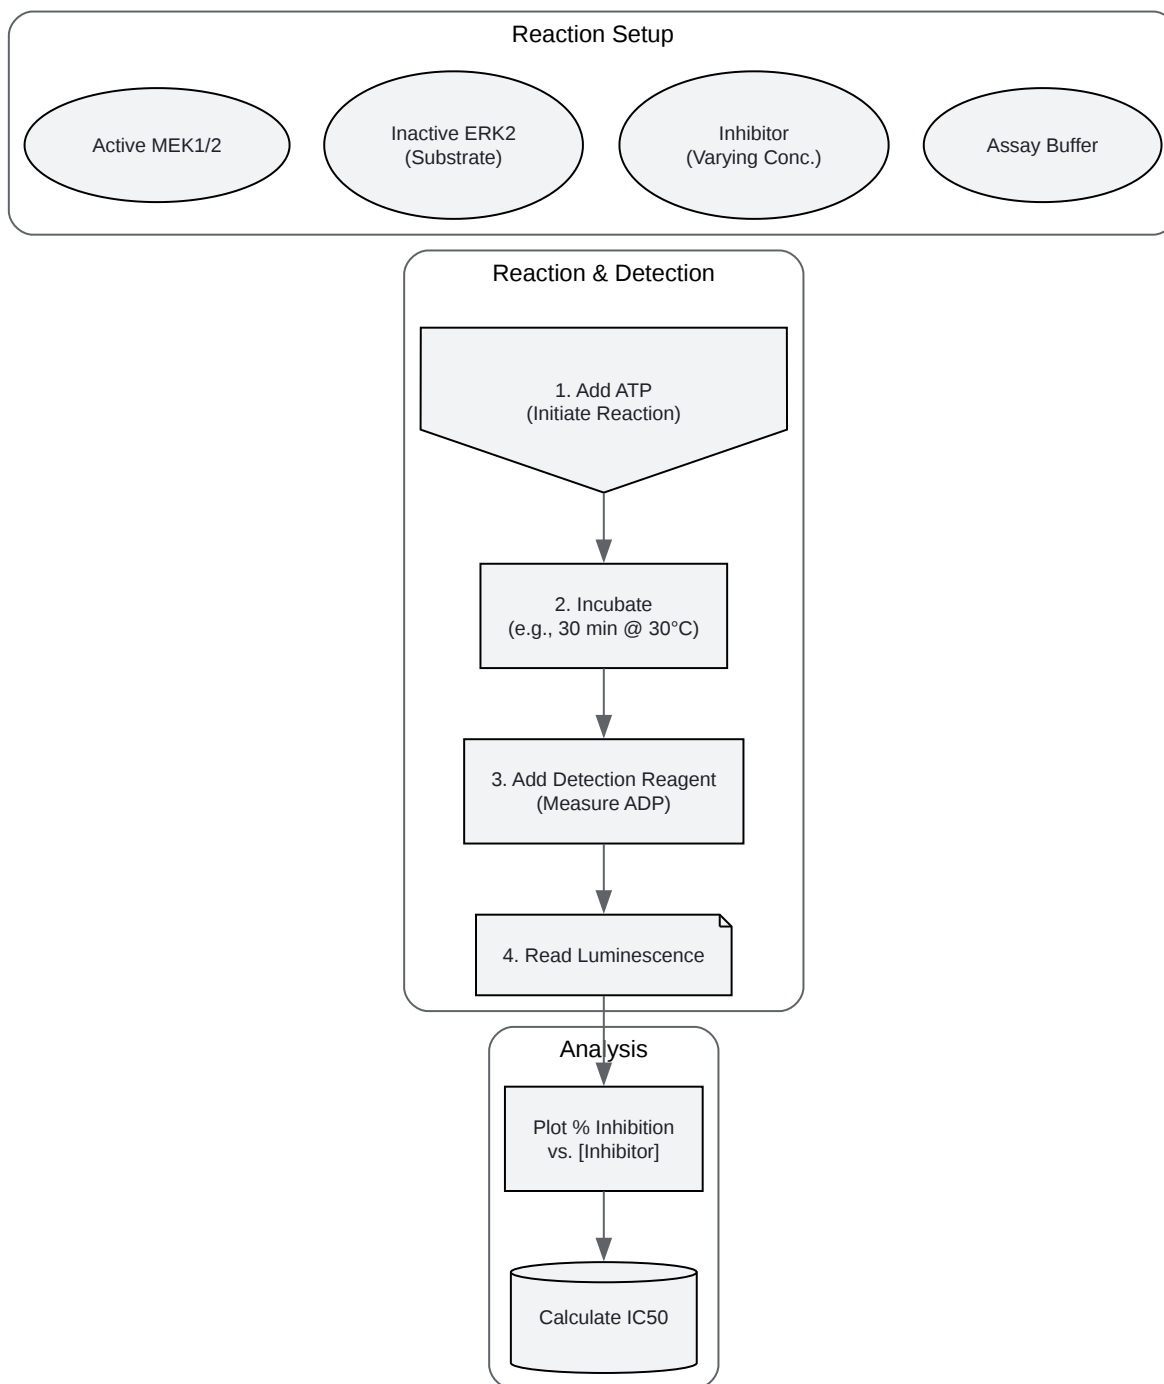 Reaction Setup
Active MEK1/2
Inactive ERK2
(Substrate)
Inhibitor
(Varying Conc.)
Assay Buffer
Reaction & Detection
1. Add ATP
(Initiate Reaction)
2. Incubate
(e.g., 30 min @ 30°C)
3. Add Detection Reagent
(Measure ADP)
4. Read Luminescence
Analysis
Plot % Inhibition
vs. [Inhibitor]
Calculate IC50